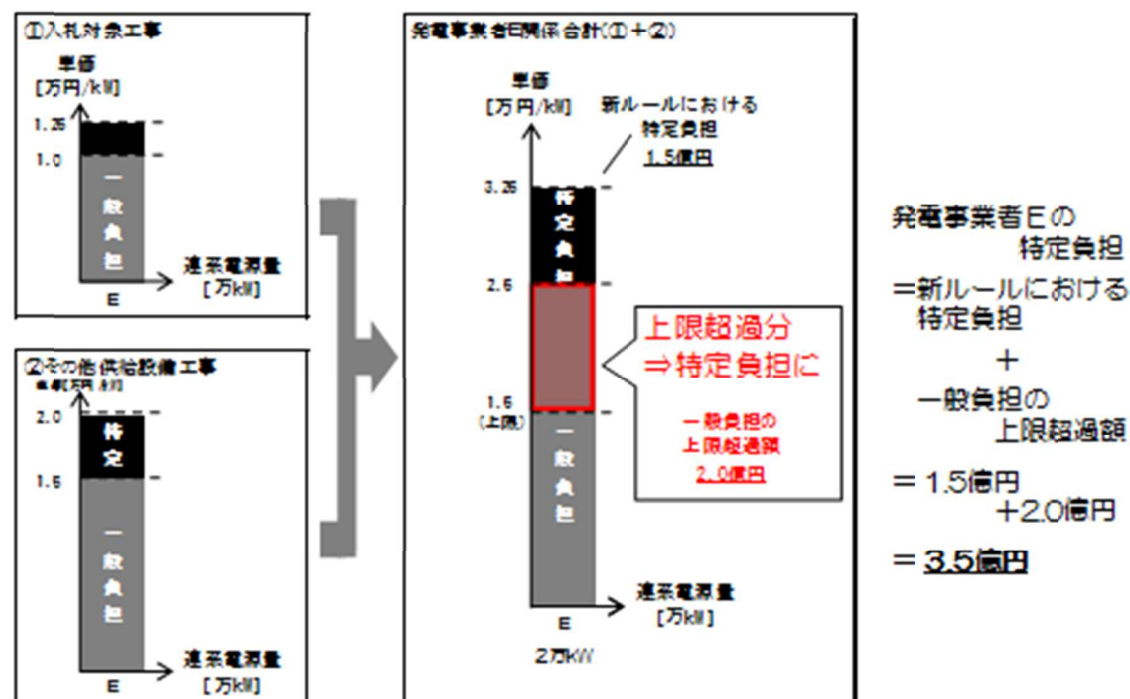 ①入札対象工事
単価
[万円/kW]
1.25
1.0
一般負担
連系電源量
[万kW]
E
②その他供給設備工事
単価[万円/kW]
2.0
特定
1.5
一般負担
連系電源量
[万kW]
E
発電事業者E関係合計(①+②)
単価
[万円/kW]
新ルールにおける
特定負担
1.5億円
3.25
特定負担
2.5
上限超過分
⇒特定負担に
1.5
(上限)
一般負担の
上限超過額
2.0億円
一般負担
連系電源量
[万kW]
E
2万kW
発電事業者Eの
特定負担
=新ルールにおける
特定負担
+
一般負担の
上限超過額
= 1.5億円
+2.0億円
= 3.5億円